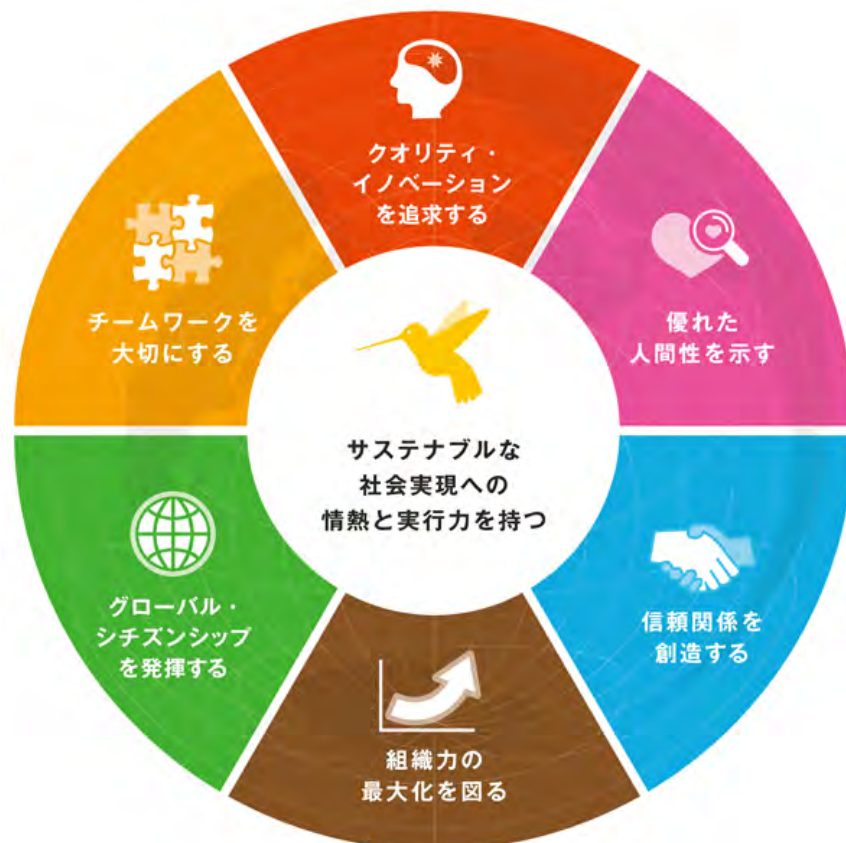 クオリティ・
イノベーション
を追求する
優れた
人間性を示す
信頼関係を
創造する
組織力の
最大化を図る
グローバル・
シチズンシップ
を発揮する
チームワークを
大切にする
サステナブルな
社会実現への
情熱と実行力を持つ